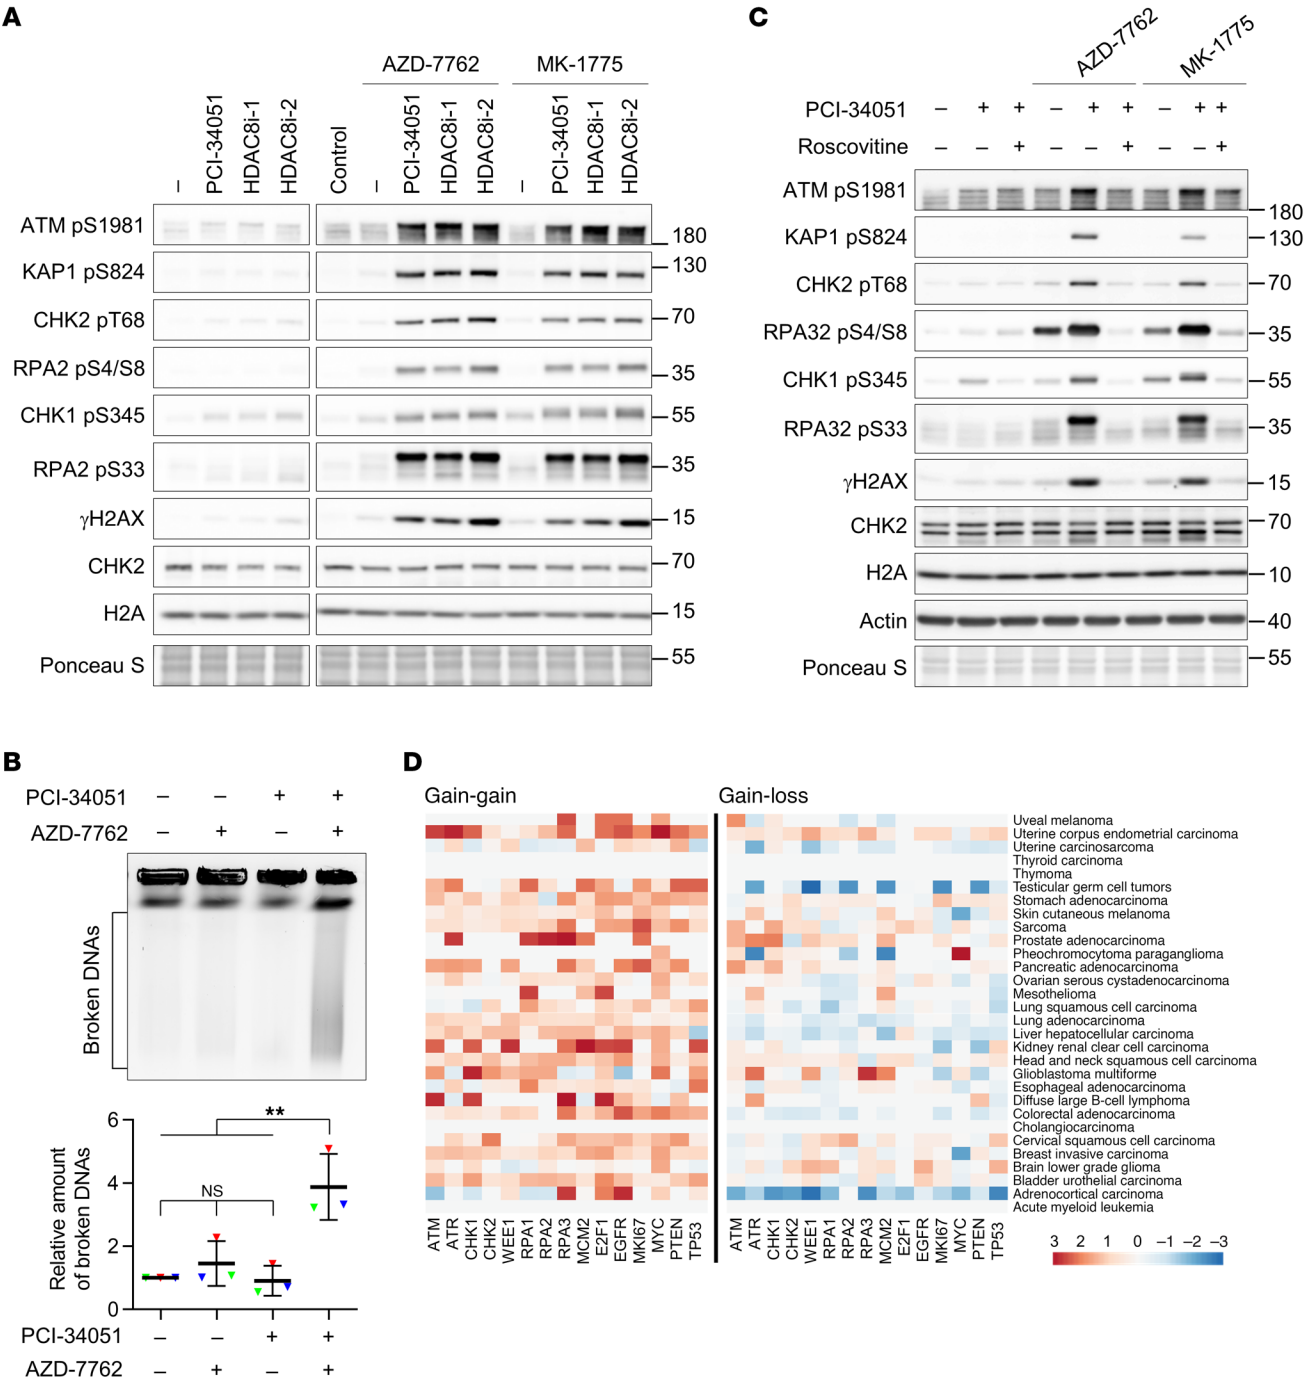 A
AZD-7762 MK-1775
– PCI-34051 HDAC8i-1 HDAC8i-2 Control – PCI-34051 HDAC8i-1 HDAC8i-2 – PCI-34051 HDAC8i-1 HDAC8i-2
ATM pS1981 180
KAP1 pS824 130
CHK2 pT68 70
RPA2 pS4/S8 35
CHK1 pS345 55
RPA2 pS33 35
γH2AX 15
CHK2 70
H2A 15
Ponceau S 55
C
AZD-7762 MK-1775
PCI-34051 – + + – + + – + +
Roscovitine – – + – – + – – +
ATM pS1981 180
KAP1 pS824 130
CHK2 pT68 70
RPA32 pS4/S8 35
CHK1 pS345 55
RPA32 pS33 35
γH2AX 15
CHK2 70
H2A 10
Actin 40
Ponceau S 55
B
PCI-34051 – – + +
AZD-7762 – + – +
Broken DNAs
Relative amount
of broken DNAs
6
4
2
0
**
NS
PCI-34051 – – + +
AZD-7762 – + – +
D
Gain-gain Gain-loss
Uveal melanoma
Uterine corpus endometrial carcinoma
Uterine carcinosarcoma
Thyroid carcinoma
Thymoma
Testicular germ cell tumors
Stomach adenocarcinoma
Skin cutaneous melanoma
Sarcoma
Prostate adenocarcinoma
Pheochromocytoma paraganglioma
Pancreatic adenocarcinoma
Ovarian serous cystadenocarcinoma
Mesothelioma
Lung squamous cell carcinoma
Lung adenocarcinoma
Liver hepatocellular carcinoma
Kidney renal clear cell carcinoma
Head and neck squamous cell carcinoma
Glioblastoma multiforme
Esophageal adenocarcinoma
Diffuse large B-cell lymphoma
Colorectal adenocarcinoma
Cholangiocarcinoma
Cervical squamous cell carcinoma
Breast invasive carcinoma
Brain lower grade glioma
Bladder urothelial carcinoma
Adrenocortical carcinoma
Acute myeloid leukemia
ATM ATR CHK1 CHK2 WEE1 RPA1 RPA2 RPA3 MCM2 E2F1 EGFR MKI67 MYC PTEN TP53
ATM ATR CHK1 CHK2 WEE1 RPA1 RPA2 RPA3 MCM2 E2F1 EGFR MKI67 MYC PTEN TP53
3 2 1 0 –1 –2 –3